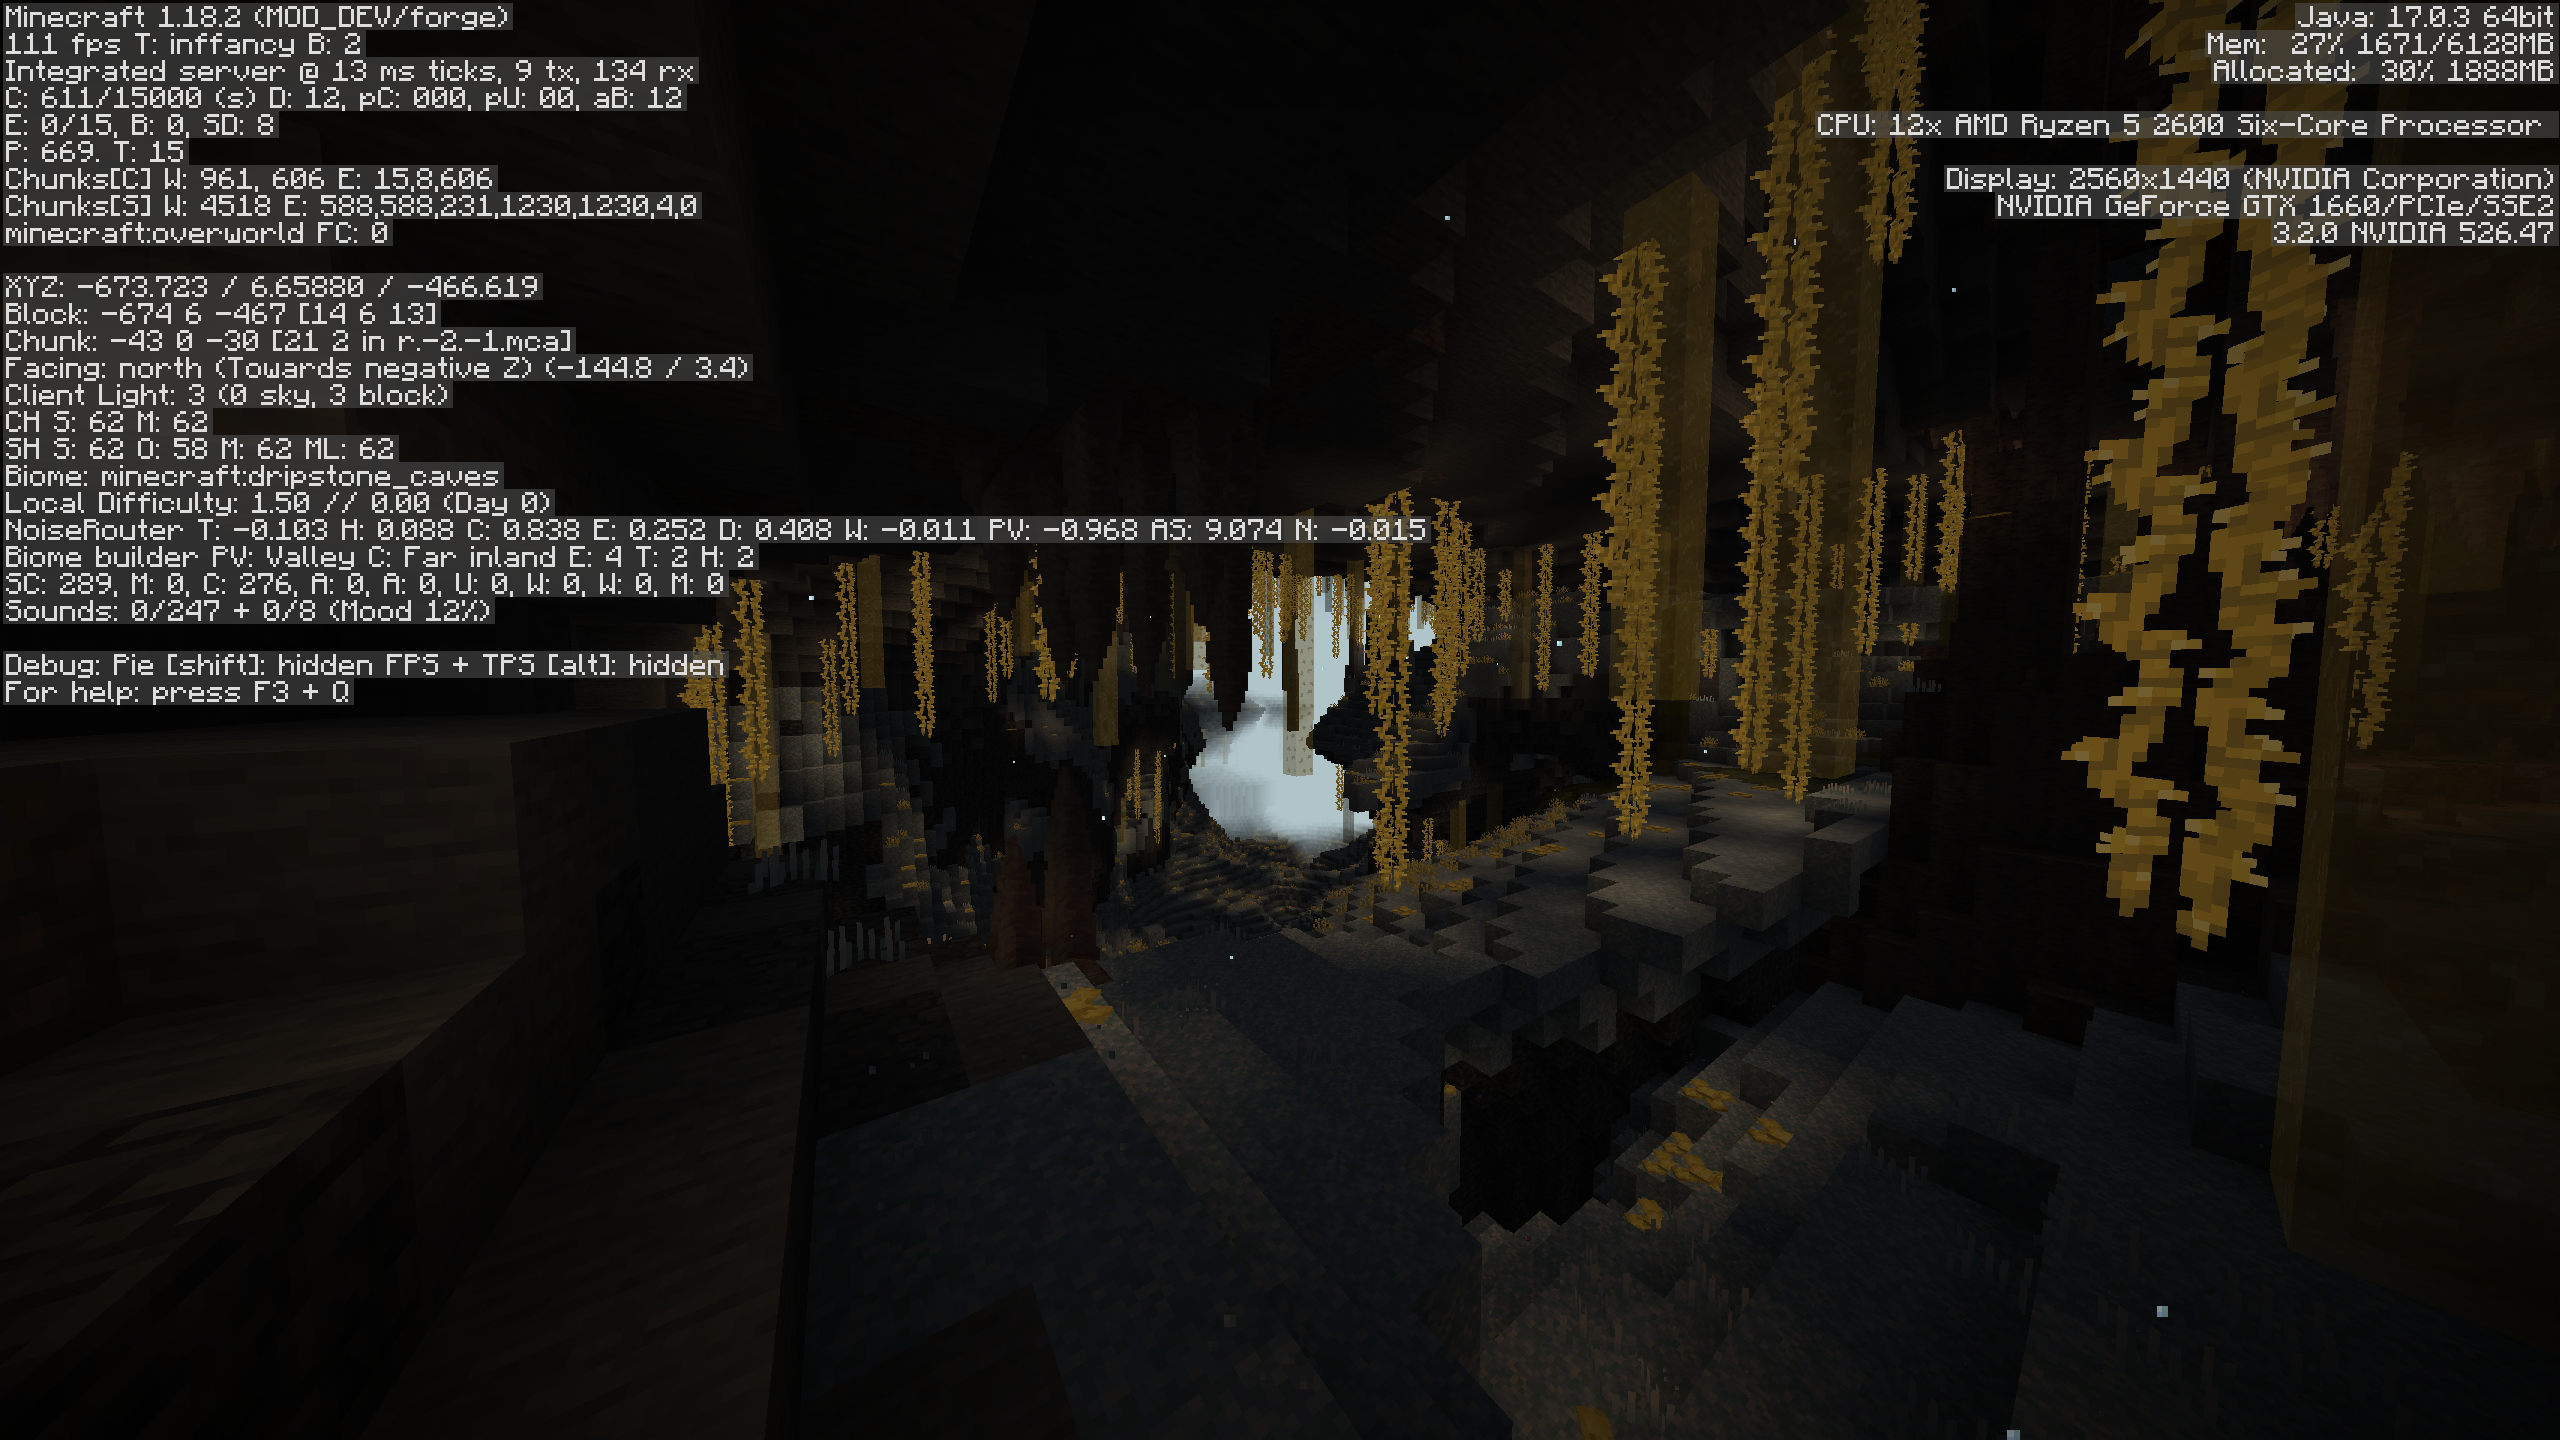 Minecraft 1.18.2 (MOD_DEV/forge)
111 fps T: inffancy B: 2
Integrated server @ 13 ms ticks, 9 tx, 134 rx
C: 611/15000 (s) D: 12, pC: 000, pU: 00, aB: 12
E: 0/15, B: 0, SD: 8
P: 669. T: 15
Chunks[C] W: 961, 606 E: 15,8,606
Chunks[S] W: 4518 E: 588,588,231,1230,1230,4,0
minecraft:overworld FC: 0
XYZ: -673.723 / 6.65880 / -466.619
Block: -674 6 -467 [14 6 13]
Chunk: -43 0 -30 [21 2 in r.-2.-1.mca]
Facing: north (Towards negative Z) (-144.8 / 3.4)
Client Light: 3 (0 sky, 3 block)
CH S: 62 M: 62
SH S: 62 O: 58 M: 62 ML: 62
Biome: minecraft:dripstone_caves
Local Difficulty: 1.50 // 0.00 (Day 0)
NoiseRouter T: -0.103 H: 0.088 C: 0.838 E: 0.252 D: 0.408 W: -0.011 PV: -0.968 AS: 9.074 N: -0.015
Biome builder PV: Valley C: Far inland E: 4 T: 2 H: 2
SC: 289, M: 0, C: 276, A: 0, A: 0, U: 0, W: 0, W: 0, M: 0
Sounds: 0/247 + 0/8 (Mood 12%)
Debug: Pie [shift]: hidden FPS + TPS [alt]: hidden
For help: press F3 + Q
Java: 17.0.3 64bit
Mem: 27% 1671/6128MB
Allocated: 30% 1888MB
CPU: 12x AMD Ryzen 5 2600 Six-Core Processor
Display: 2560x1440 (NVIDIA Corporation)
NVIDIA GeForce GTX 1660/PCIe/SSE2
3.2.0 NVIDIA 526.47